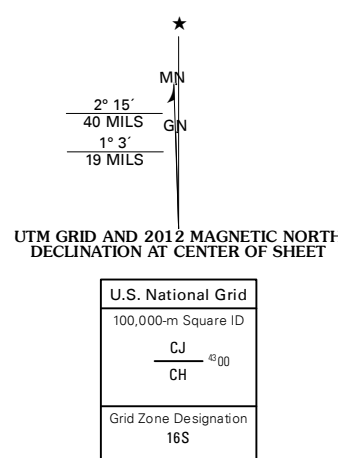 ★
MN
2° 15´
40 MILS
GN
1° 3´
19 MILS
UTM GRID AND 2012 MAGNETIC NORTH
DECLINATION AT CENTER OF SHEET
U.S. National Grid
100,000-m Square ID
CJ
4300
CH
Grid Zone Designation
16S